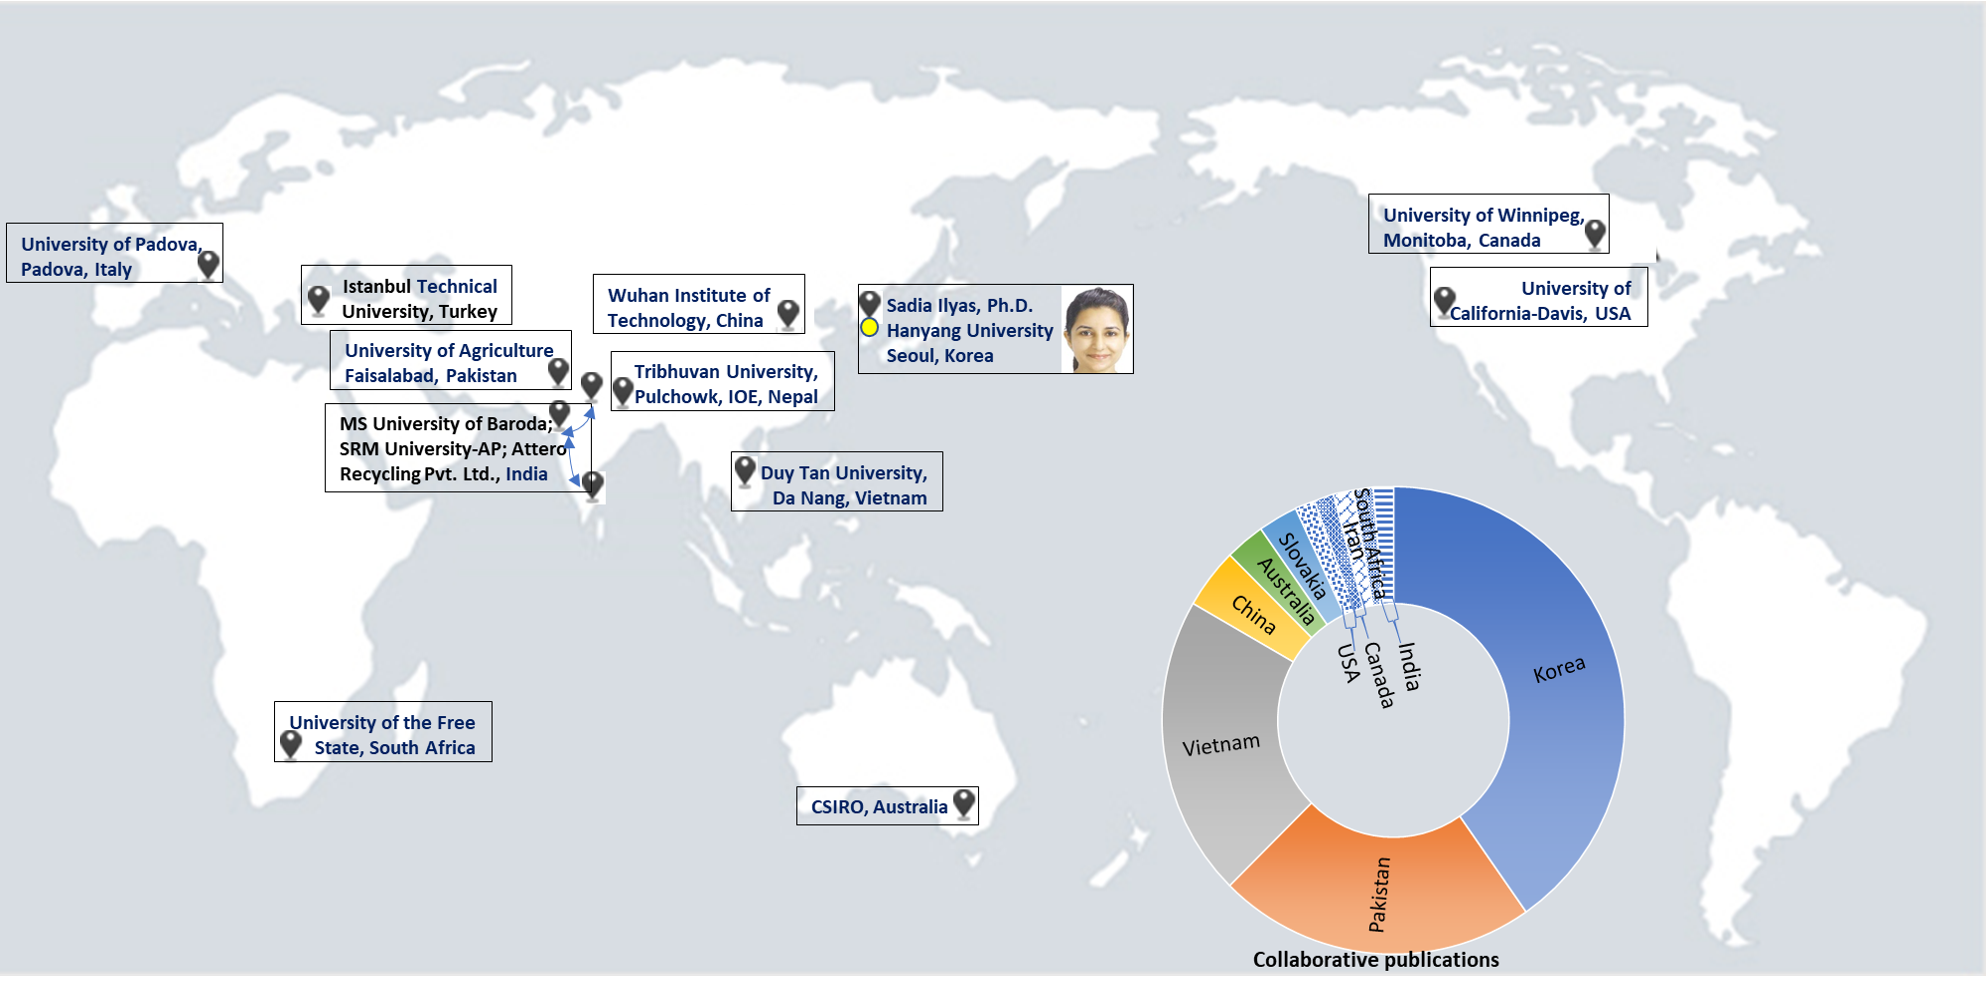 University of Padova,
Padova, Italy
Istanbul Technical
University, Turkey
University of Agriculture
Faisalabad, Pakistan
MS University of Baroda;
SRM University-AP; Attero
Recycling Pvt. Ltd., India
Wuhan Institute of
Technology, China
Tribhuvan University,
Pulchowk, IOE, Nepal
Sadia Ilyas, Ph.D.
Hanyang University
Seoul, Korea
Duy Tan University,
Da Nang, Vietnam
University of Winnipeg,
Monitoba, Canada
University of
California-Davis, USA
University of the Free
State, South Africa
CSIRO, Australia
Korea
Pakistan
Vietnam
China
Australia
Slovakia
USA
Canada
Iran
South Africa
India
Collaborative publications